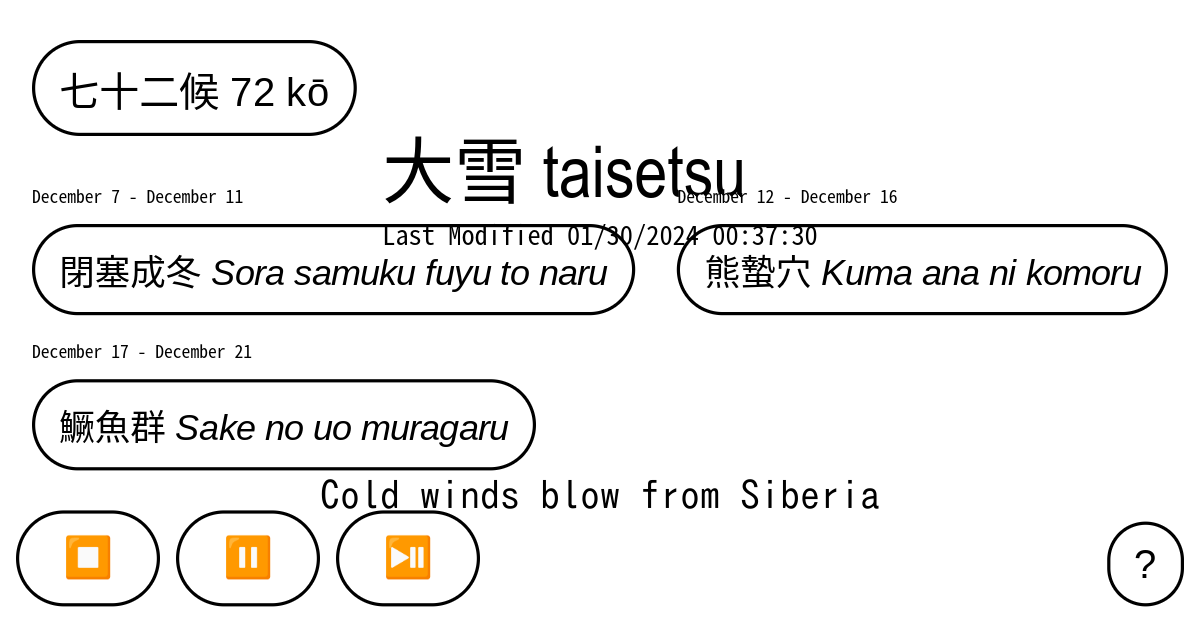 七十二候 72 kō
大雪 taisetsu
December 7 - December 11
December 12 - December 16
Last Modified 01/30/2024 00:37:30
閉塞成冬 Sora samuku fuyu to naru
熊蟄穴 Kuma ana ni komoru
December 17 - December 21
鱖魚群 Sake no uo muragaru
Cold winds blow from Siberia
?